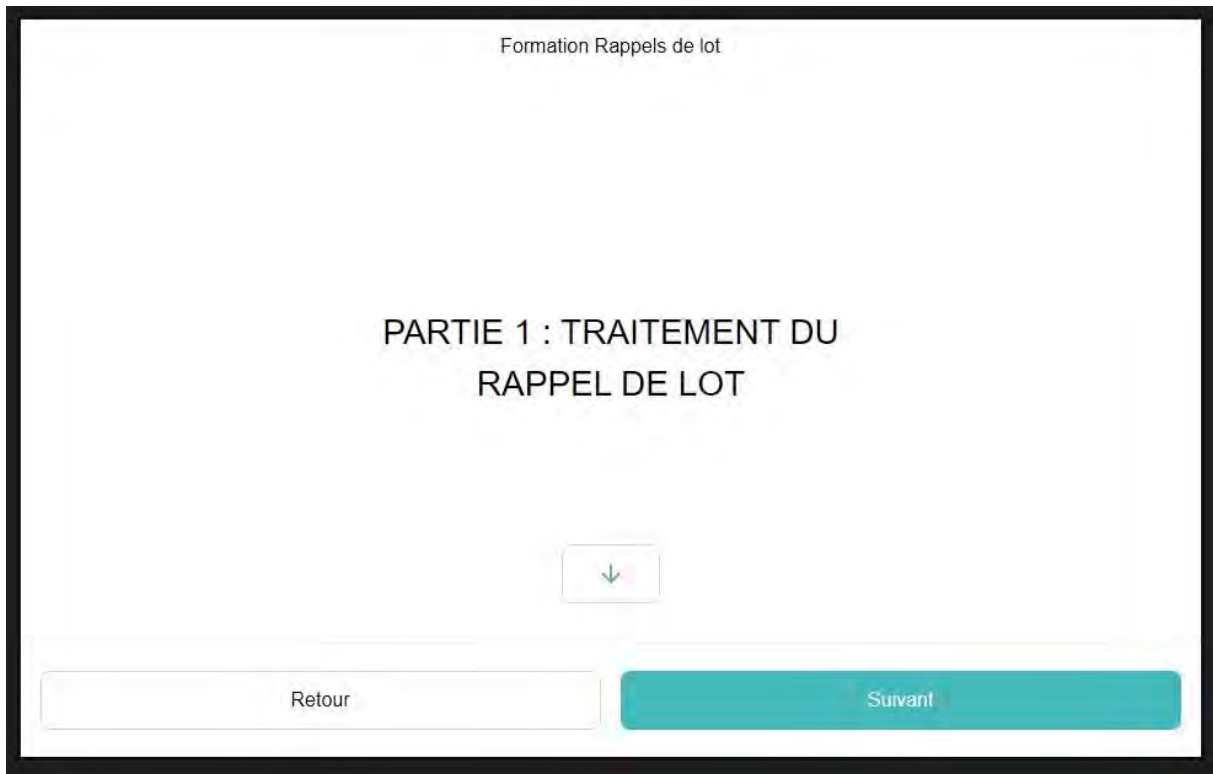 Formation Rappels de lot
PARTIE 1 : TRAITEMENT DU
RAPPEL DE LOT
Retour
Suivant